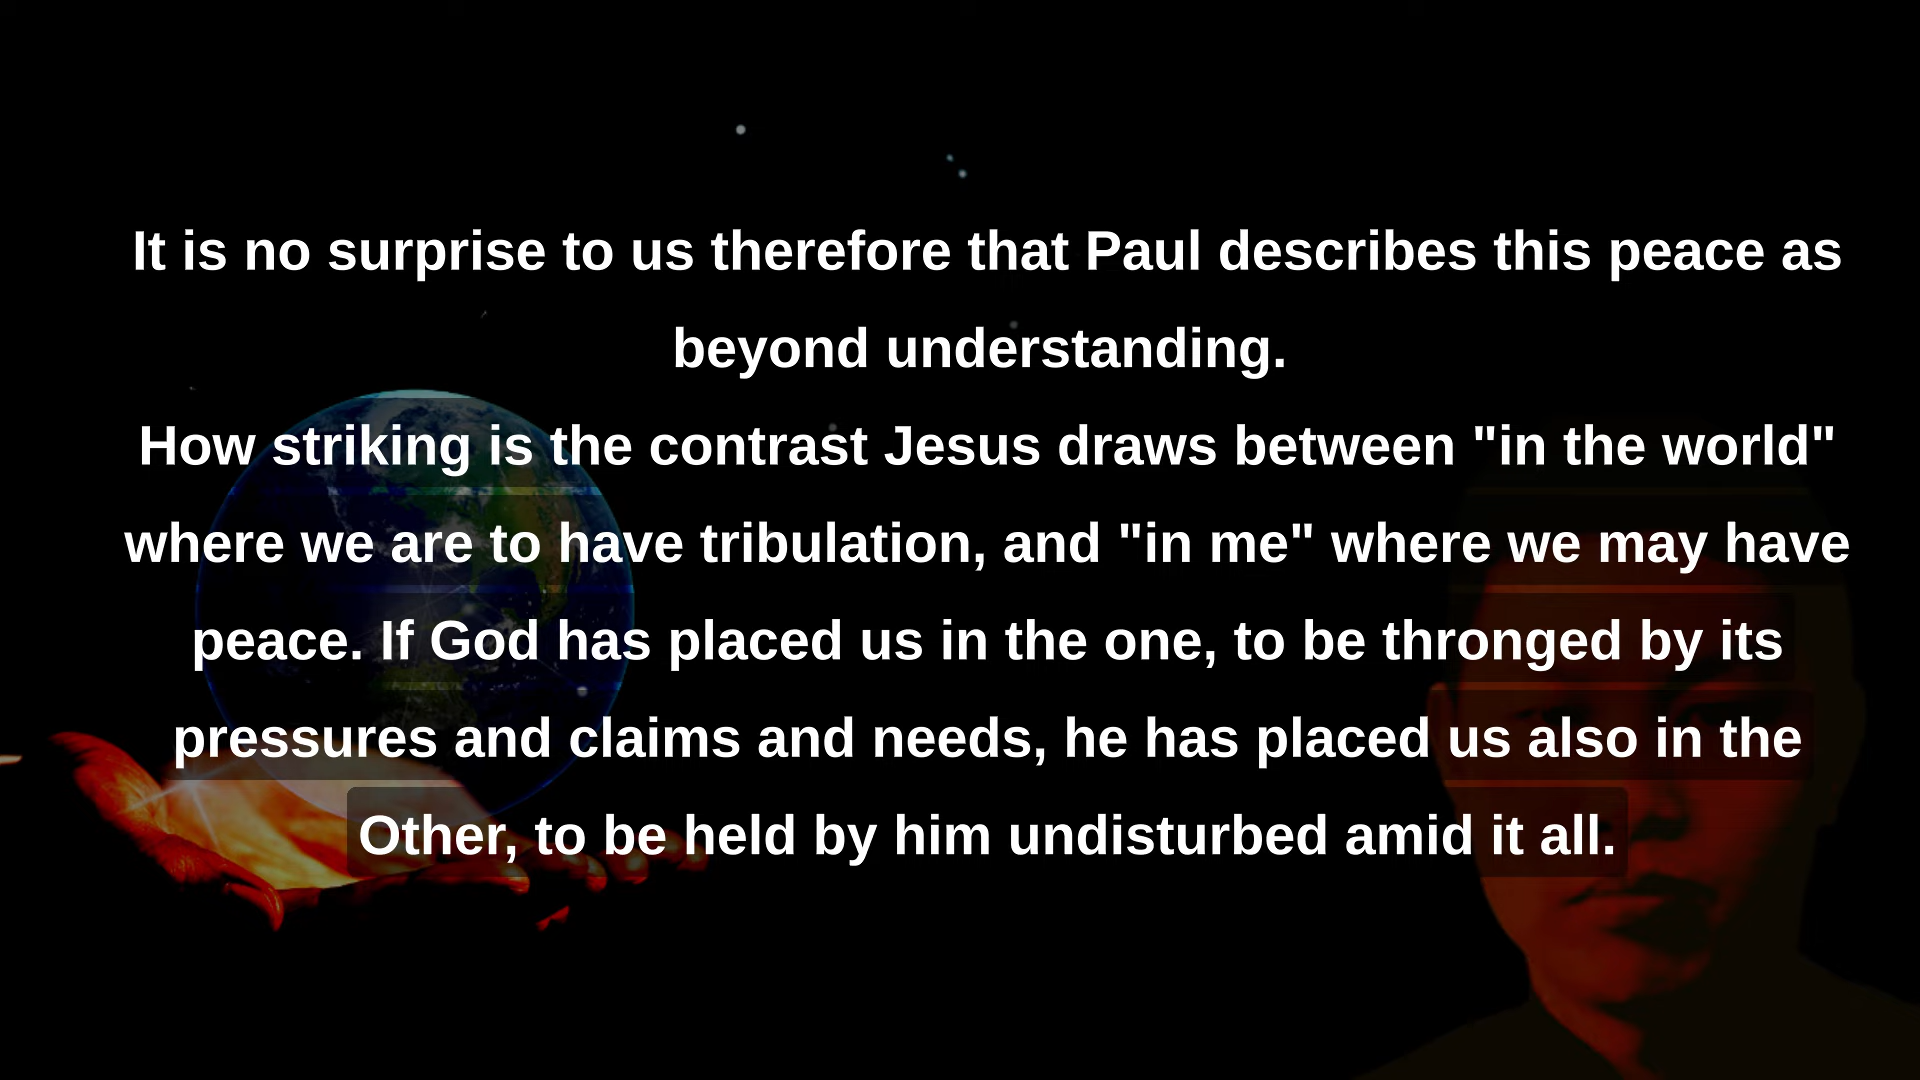 It is no surprise to us therefore that Paul describes this peace as
beyond understanding.
How striking is the contrast Jesus draws between "in the world"
where we are to have tribulation, and "in me" where we may have
peace. If God has placed us in the one, to be thronged by its
pressures and claims and needs, he has placed us also in the
Other, to be held by him undisturbed amid it all.